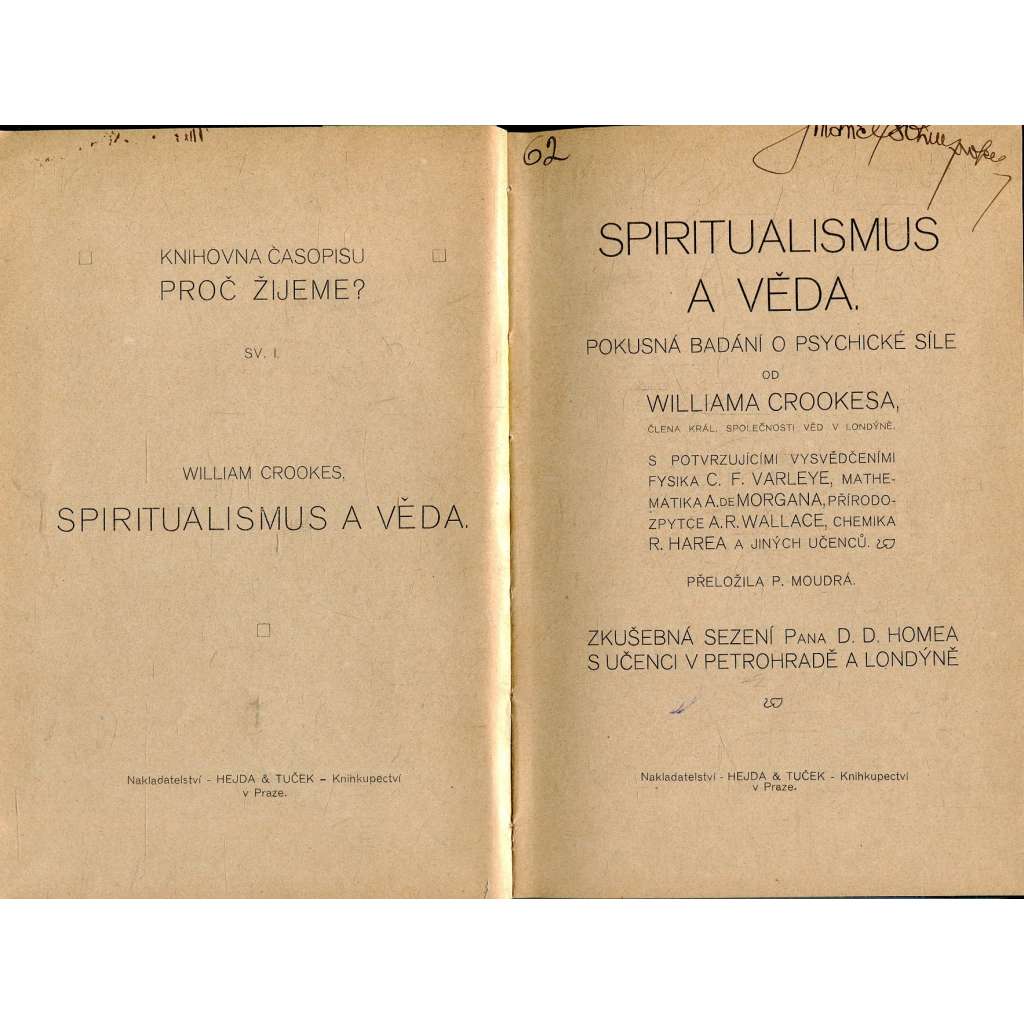 KNIHOVNA ČASOPISU
PROČ ŽIJEME?
SV. I.
WILLIAM CROOKES,
SPIRITUALISMUS A VĚDA.
Nakladatelství - HEJDA & TUČEK - Knihkupectví
v Praze.
62
SPIRITUALISMUS
A VĚDA.
POKUSNÁ BADÁNÍ O PSYCHICKÉ SÍLE
OD
WILLIAMA CROOKESA,
ČLENA KRÁL. SPOLEČNOSTI VĚD V LONDÝNĚ.
S POTVRZUJÍCÍMI VYSVĚDČENÍMI
FYSIKA C. F. VARLEYE, MATHE-
MATIKA A. DE MORGANA, PŘÍRODO-
ZPYTCE A. R. WALLACE, CHEMIKA
R. HAREA A JINÝCH UČENCŮ.
PŘELOŽILA P. MOUDRÁ.
ZKUŠEBNÁ SEZENÍ PANA D. D. HOMEA
S UČENCI V PETROHRADĚ A LONDÝNĚ
Nakladatelství - HEJDA & TUČEK - Knihkupectví
v Praze.